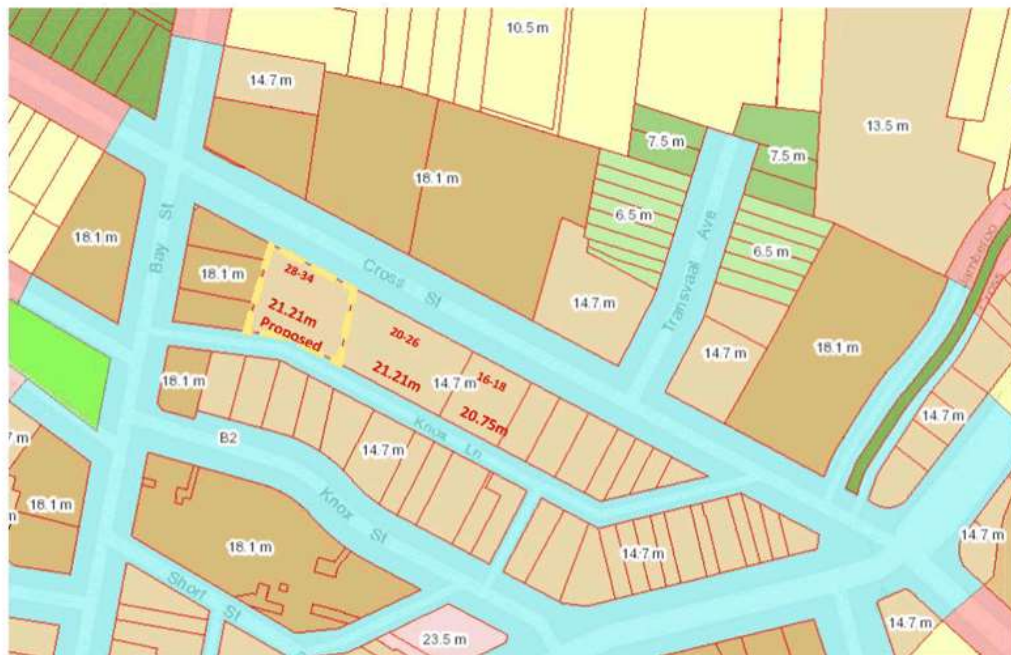 10.5 m
14.7 m
13.5 m
7.5 m
7.5 m
18.1 m
6.5 m
6.5 m
18.1 m
Bay St
18.1 m
28-34
Cross St
21.21m
Proposed
Transvaal Ave
14.7 m
20-26
14.7 m
18.1 m
14.7 m
16-18
21.21m
20.75m
18.1 m
14.7 m
Knox Ln
B2
14.7 m
18.1 m
Knox St
18.1 m
14.7 m
14.7 m
Short St
14.7 m
23.5 m